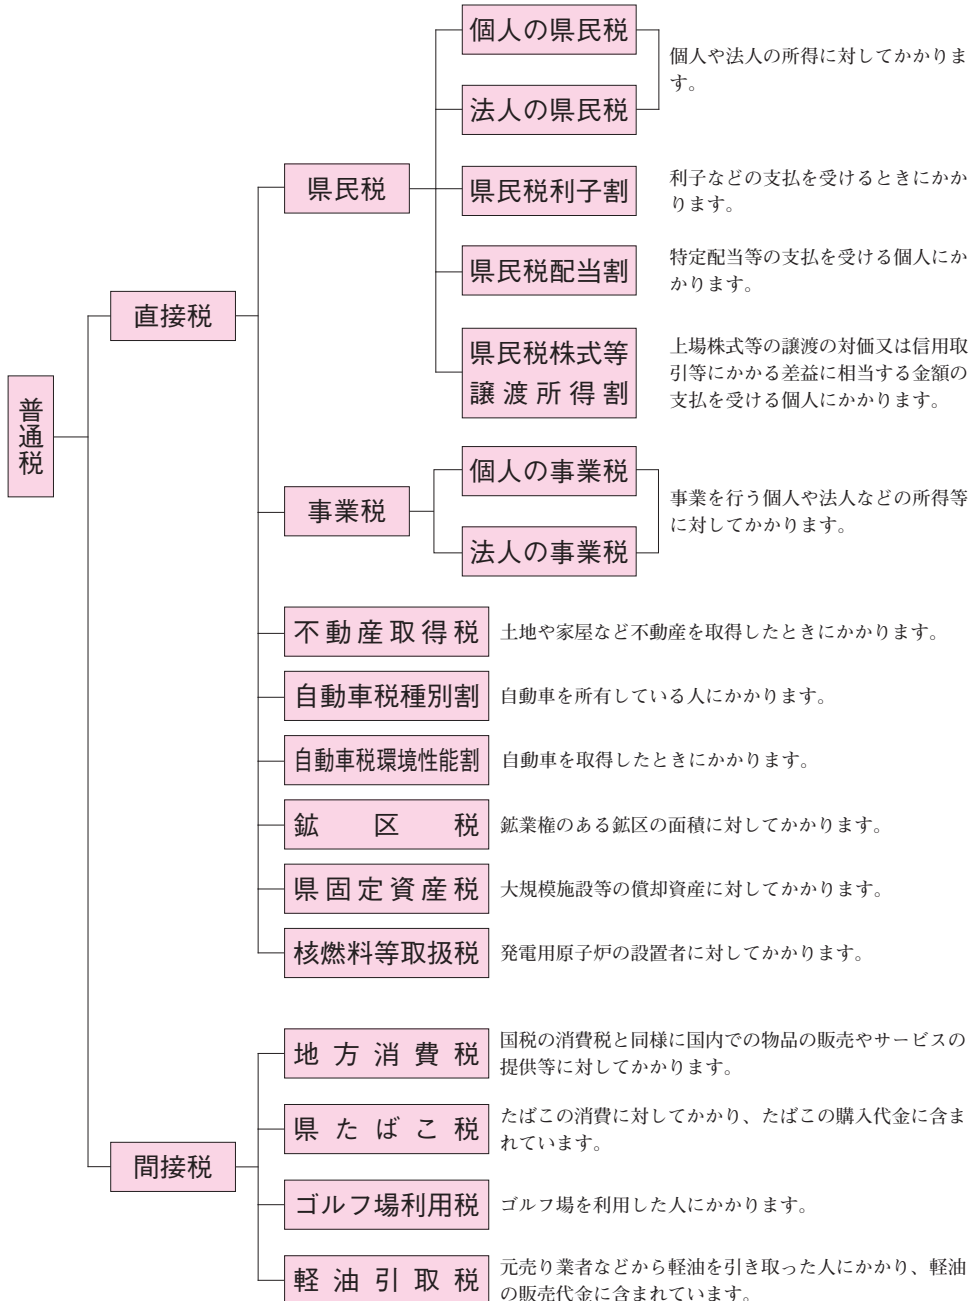 個人の県民税
個人や法人の所得に対してかかりま
す。
法人の県民税
県民税
県民税利子割
利子などの支払を受けるときにかか
ります。
県民税配当割
特定配当等の支払を受ける個人にか
かります。
直接税
県民税株式等
譲渡所得割
上場株式等の譲渡の対価又は信用取
引等にかかる差益に相当する金額の
支払を受ける個人にかかります。
普通税
個人の事業税
事業税
事業を行う個人や法人などの所得等
に対してかかります。
法人の事業税
不動産取得税
土地や家屋など不動産を取得したときにかかります。
自動車税種別割
自動車を所有している人にかかります。
自動車税環境性能割
自動車を取得したときにかかります。
鉱区税
鉱業権のある鉱区の面積に対してかかります。
県固定資産税
大規模施設等の償却資産に対してかかります。
核燃料等取扱税
発電用原子炉の設置者に対してかかります。
地方消費税
国税の消費税と同様に国内での物品の販売やサービスの
提供等に対してかかります。
県たばこ税
たばこの消費に対してかかり、たばこの購入代金に含ま
れています。
間接税
ゴルフ場利用税
ゴルフ場を利用した人にかかります。
軽油引取税
元売り業者などから軽油を引き取った人にかかり、軽油
の販売代金に含まれています。